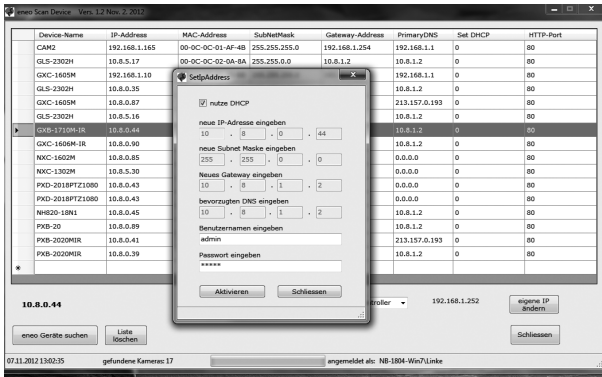 eneo Scan Device Vers. 1.2 Nov. 2, 2012
Device-Name IP-Address MAC-Address SubNetMask Gateway-Address PrimaryDNS Set DHCP HTTP-Port
CAM2 192.168.1.165 00-0C-0C-01-AF-4B 255.255.255.0 192.168.1.254 192.168.1.1 0 80
GLS-2302H 10.8.5.17 00-0C-0C-02-0A-8A 255.255.0.0 10.8.1.2 10.8.1.2 0 80
GXC-1605M 192.168.1.10 192.168.1.1 0 80
GLS-2302H 10.8.0.35 10.8.1.2 0 80
GXC-1605M 10.8.0.87 213.157.0.193 0 80
GLS-2302H 10.8.5.16 10.8.1.2 0 80
GXB-1710M-IR 10.8.0.44 10.8.1.2 0 80
GXC-1606M-IR 10.8.0.90 10.8.1.2 0 80
NXC-1602M 10.8.0.85 0.0.0.0 0 80
NXC-1302M 10.8.5.30 0.0.0.0 0 80
PXD-2018PTZ1080 10.8.0.43 0.0.0.0 0 80
PXD-2018PTZ1080 10.8.0.43 0.0.0.0 0 80
NH820-18N1 10.8.0.45 10.8.1.2 0 80
PXB-20 10.8.0.89 10.8.1.2 0 80
PXB-2020MIR 10.8.0.41 213.157.0.193 0 80
PXB-2020MIR 10.8.0.39 10.8.1.2 0 80
SetIpAddress
nutze DHCP
neue IP-Adresse eingeben
10 . 8 . 0 . 44
neue Subnet Maske eingeben
255 . 255 . 0 . 0
Neues Gateway eingeben
10 . 8 . 1 . 2
bevorzugten DNS eingeben
10 . 8 . 1 . 2
Benutzernamen eingeben
admin
Passwort eingeben
*****
Aktivieren Schliessen
10.8.0.44
troller 192.168.1.252 eigene IP ändern
eneo Geräte suchen Liste löschen Schliessen
07.11.2012 13:02:35 gefundene Kameras: 17 angemeldet als: NB-1804-Win7\Linke